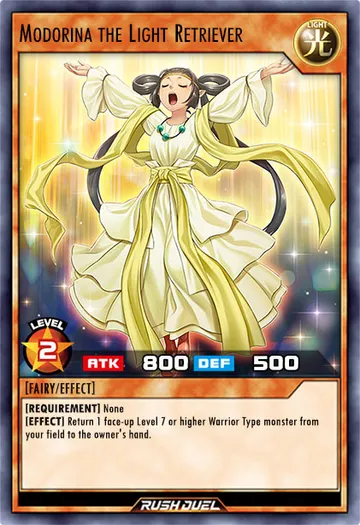 Modorina the Light Retriever
LIGHT
光
LEVEL
2
ATK 800 DEF 500
[FAIRY/EFFECT]
[REQUIREMENT] None
[EFFECT] Return 1 face-up Level 7 or higher Warrior Type monster from
your field to the owner's hand.
RUSH DUEL